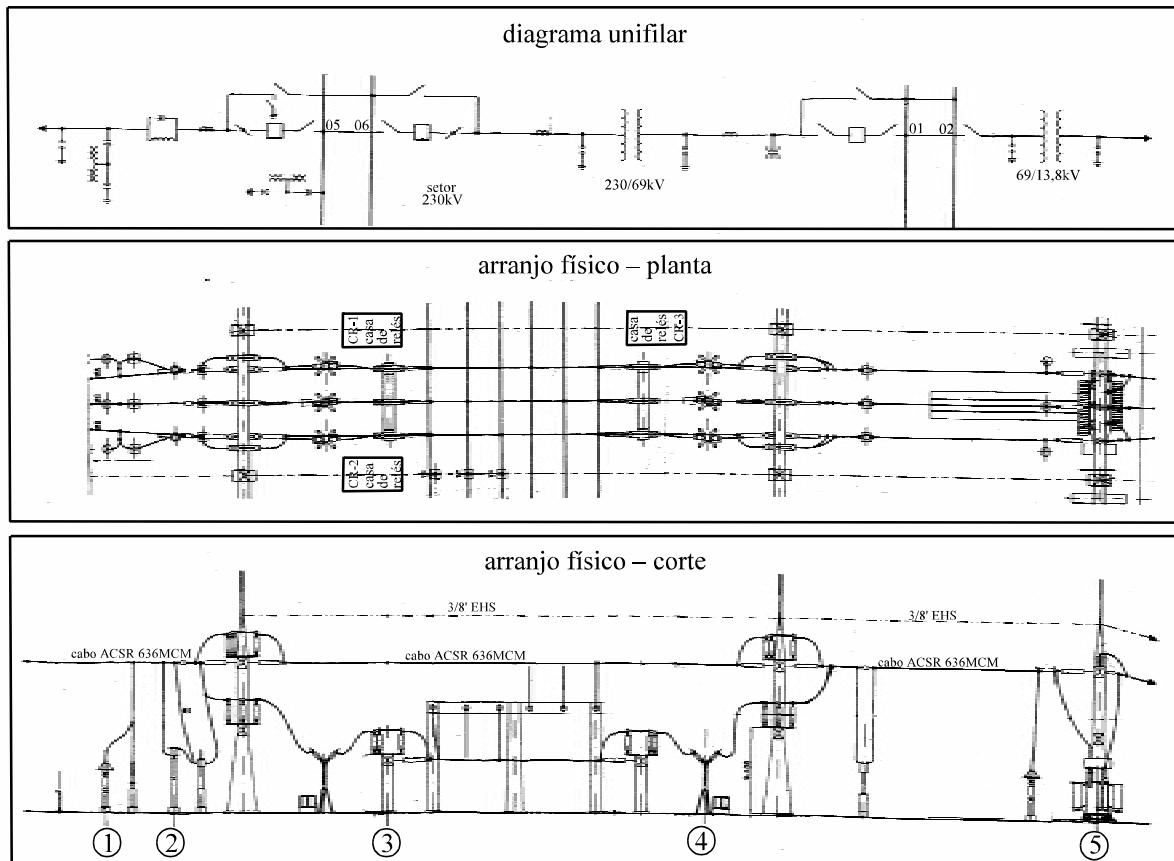 diagrama unifilar
05 06
01 02
setor
230kV
230/69kV
69/13,8kV
arranjo físico – planta
CR-1
casa
de
relés
casa
de
relés
CR-3
CR-2
casa
de
relés
arranjo físico – corte
3/8' EHS
3/8' EHS
cabo ACSR 636MCM
cabo ACSR 636MCM
cabo ACSR 636MCM
1
2
3
4
5